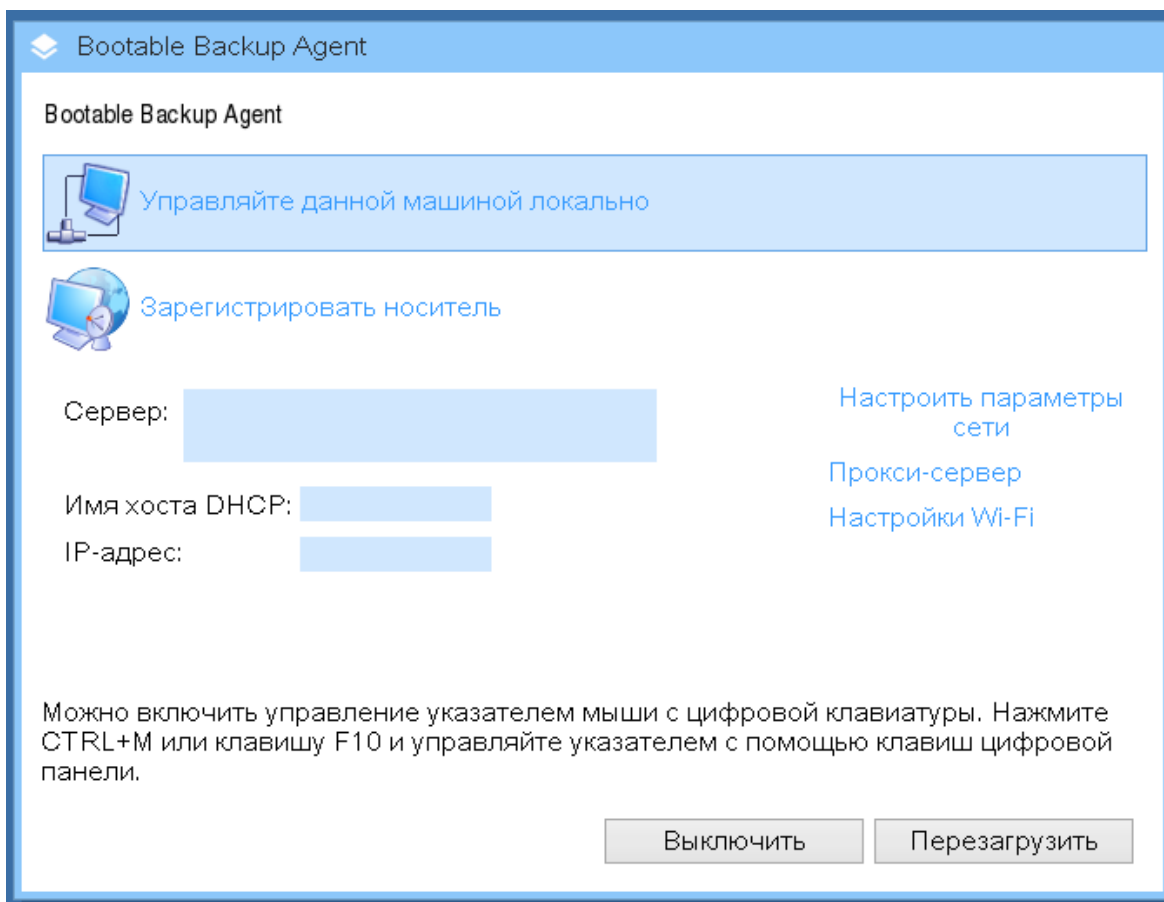 Bootable Backup Agent
Bootable Backup Agent
Управляйте данной машиной локально
Зарегистрировать носитель
Сервер:
Настроить параметры
сети
Прокси-сервер
Имя хоста DHCP:
Настройки Wi-Fi
IP-адрес:
Можно включить управление указателем мыши с цифровой клавиатуры. Нажмите
CTRL+M или клавишу F10 и управляйте указателем с помощью клавиш цифровой
панели.
Выключить
Перезагрузить